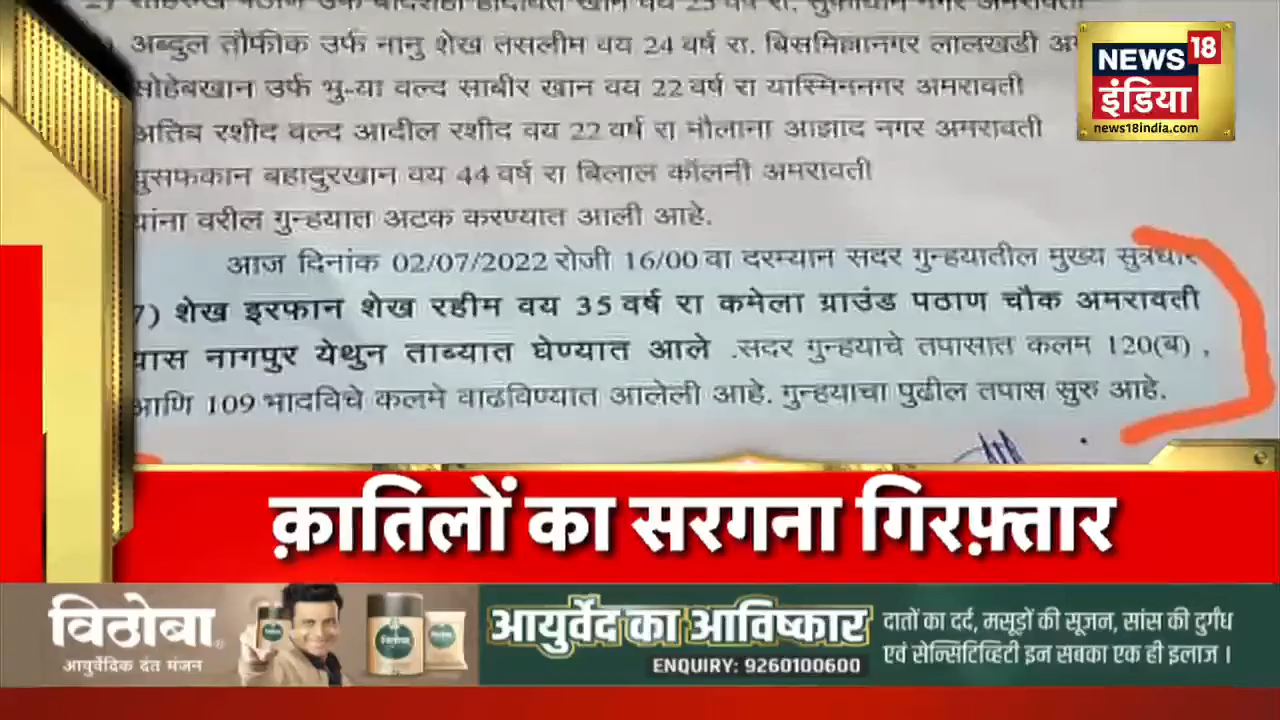 अब्दुल तौफीक उर्फ नानु शेख तसलीम वय 24 वर्ष रा. बिसमिल्लानगर लालखडी
सोहेबखान उर्फ भु-या वल्द साबीर खान वय 22 वर्ष रा यास्मिननगर अमरावती
अतिब रशीद वल्द आदील रशीद वय 22 वर्ष रा मौलाना आझाद नगर अमरावती
बहादुरखान वय 44 वर्ष रा बिलाल कॉलनी अमरावती
यांना वरील गुन्हयात अटक करण्यात आली आहे.
आज दिनांक 02/07/2022 रोजी 16/00 वा दरम्यान सदर गुन्हयातील मुख्य सुत्रधार
7) शेख इरफान शेख रहीम वय 35 वर्ष रा कमेला ग्राउंड पठाण चौक अमरावती
यास नागपुर येथुन ताब्यात घेण्यात आले .सदर गुन्हयाचे तपासात कलम 120(ब) ,
आणि 109 भादविचे कलमे वाढविण्यात आलेली आहे. गुन्हयाचा पुढील तपास सुरु आहे.
NEWS 18
इंडिया
news18india.com
क़ातिलों का सरगना गिरफ़्तार
विठोबा
आयुर्वेदिक दंत मंजन
आयुर्वेद का आविष्कार
ENQUIRY: 9260100600
दातों का दर्द, मसूड़ों की सूजन, सांस की दुर्गंध
एवं सेन्सिटिव्हिटी इन सबका एक ही इलाज ।